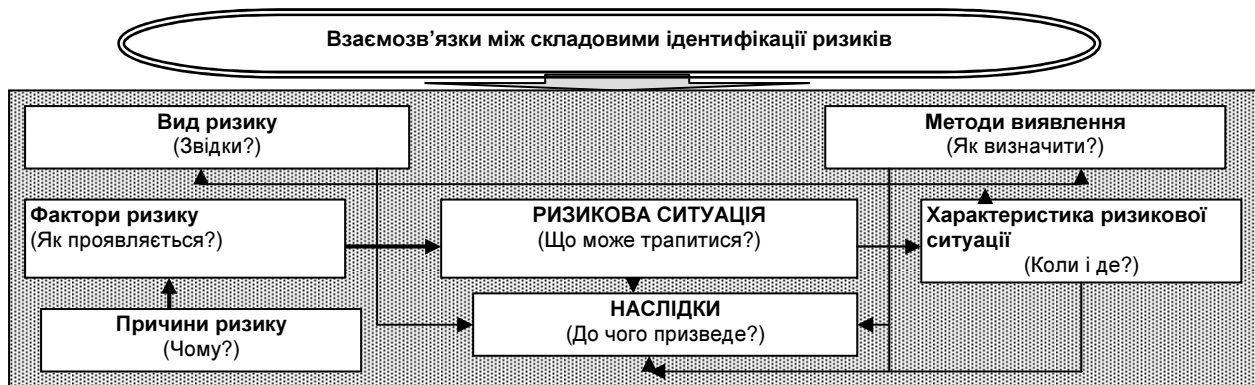 Взаємозв'язки між складовими ідентифікації ризиків
Вид ризику
(Звідки?)
Методи виявлення
(Як визначити?)
Фактори ризику
(Як проявляється?)
РИЗИКОВА СИТУАЦІЯ
(Що може трапитися?)
Характеристика ризикової
ситуації
(Коли і де?)
Причини ризику
(Чому?)
НАСЛІДКИ
(До чого призведе?)